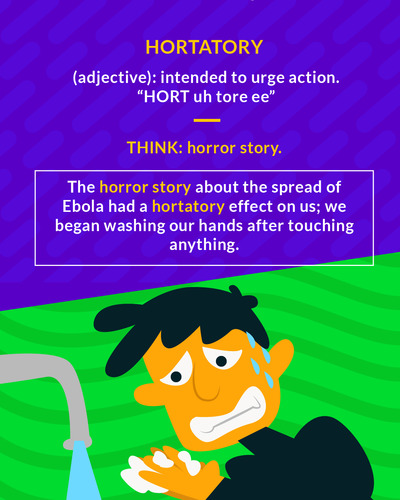 HORTATORY
(adjective): intended to urge action.
“HORT uh tore ee”
THINK: horror story.
The horror story about the spread of
Ebola had a hortatory effect on us; we
began washing our hands after touching
anything.